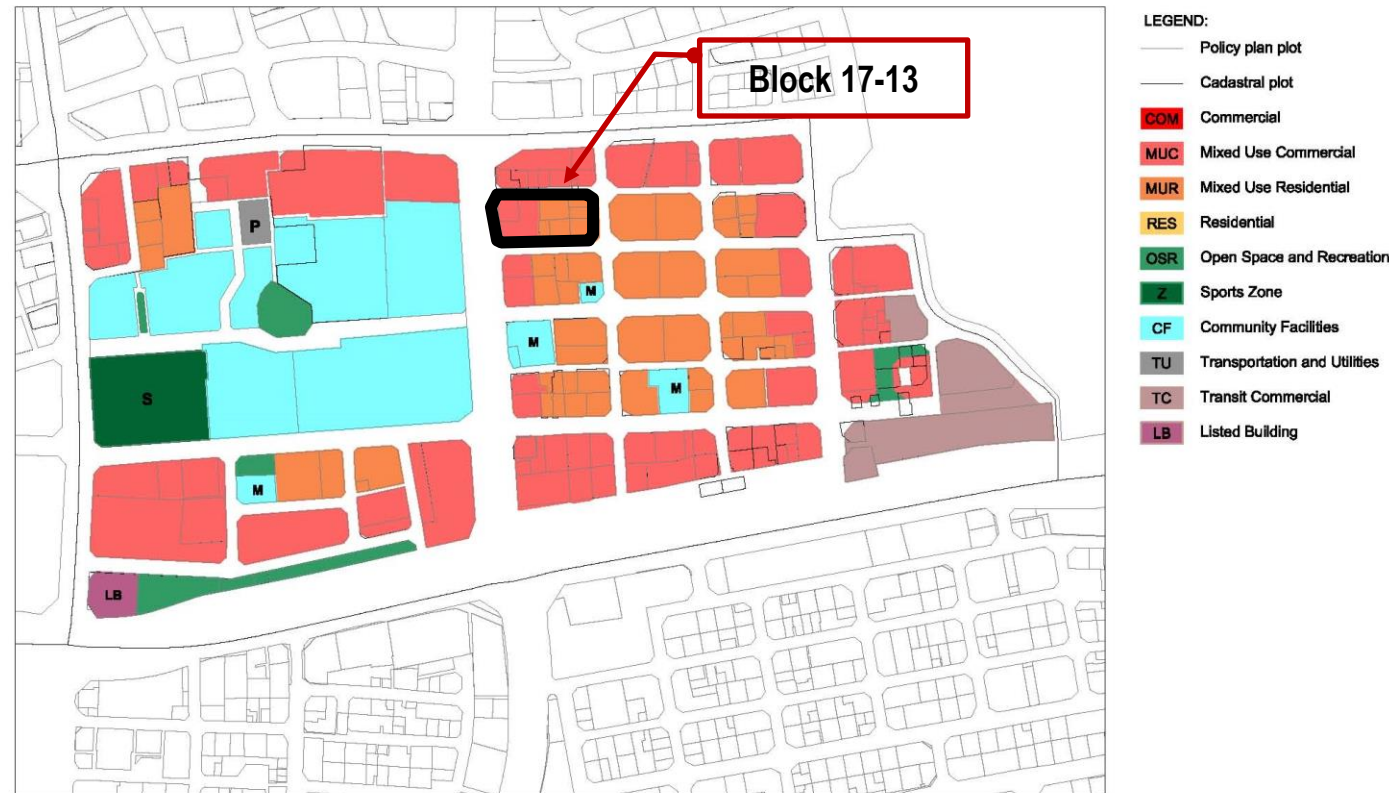 Block 17-13
P
M
M
M
S
M
LB
LEGEND:
Policy plan plot
Cadastral plot
COM Commercial
MUC Mixed Use Commercial
MUR Mixed Use Residential
RES Residential
OSR Open Space and Recreation
Z Sports Zone
CF Community Facilities
TU Transportation and Utilities
TC Transit Commercial
LB Listed Building